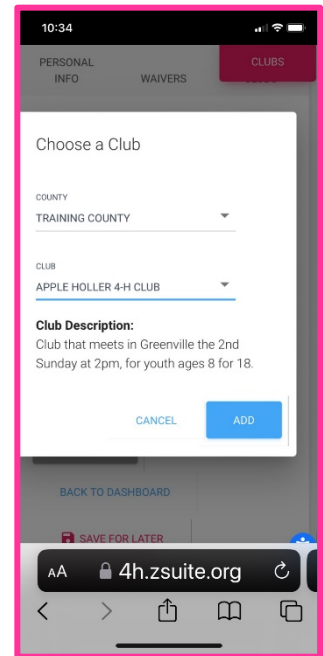 10:34
PERSONAL INFO
WAIVERS
CLUBS
Choose a Club
COUNTY
TRAINING COUNTY
CLUB
APPLE HOLLER 4-H CLUB
Club Description:
Club that meets in Greenville the 2nd
Sunday at 2pm, for youth ages 8 for 18.
CANCEL
ADD
BACK TO DASHBOARD
SAVE FOR LATER
AA
4h.zsuite.org